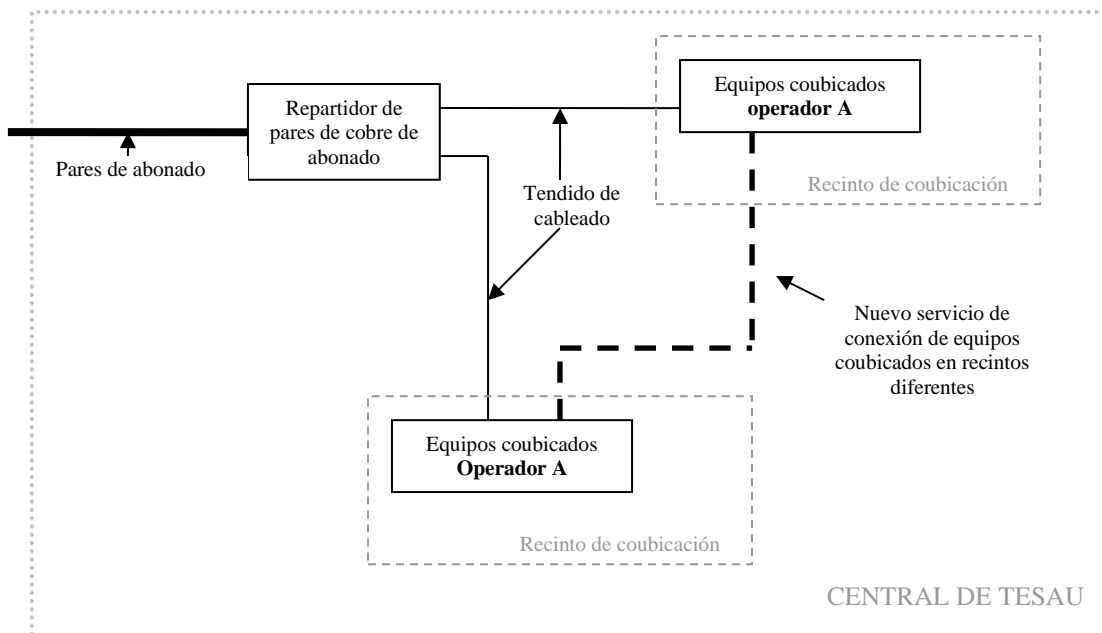 Equipos coubicados
operador A
Recinto de coubicación
Repartidor de
pares de cobre de
abonado
Pares de abonado
Tendido de
cableado
Nuevo servicio de
conexión de equipos
coubicados en recintos
diferentes
Equipos coubicados
Operador A
Recinto de coubicación
CENTRAL DE TESAU